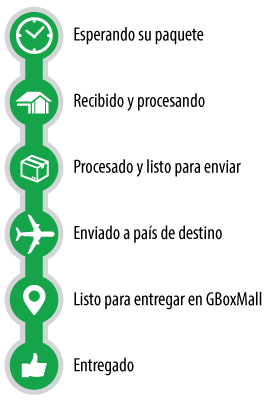 Esperando su paquete
Recibido y procesando
Procesado y listo para enviar
Enviado a país de destino
Listo para entregar en GBoxMall
Entregado